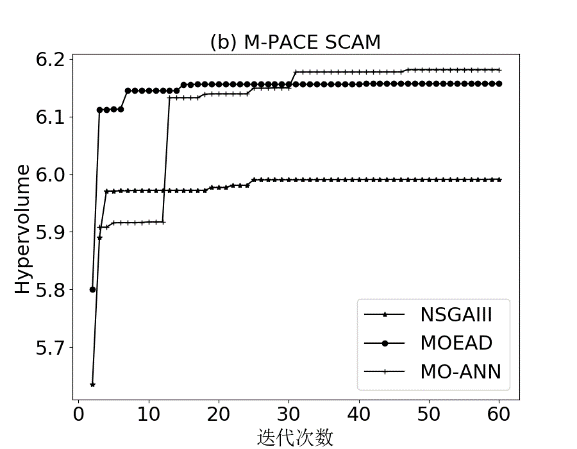 (b) M-PACE SCAM
Hypervolume
6.2
6.1
6.0
5.9
5.8
5.7
0 10 20 30 40 50 60
迭代次数
NSGAIII
MOEAD
MO-ANN